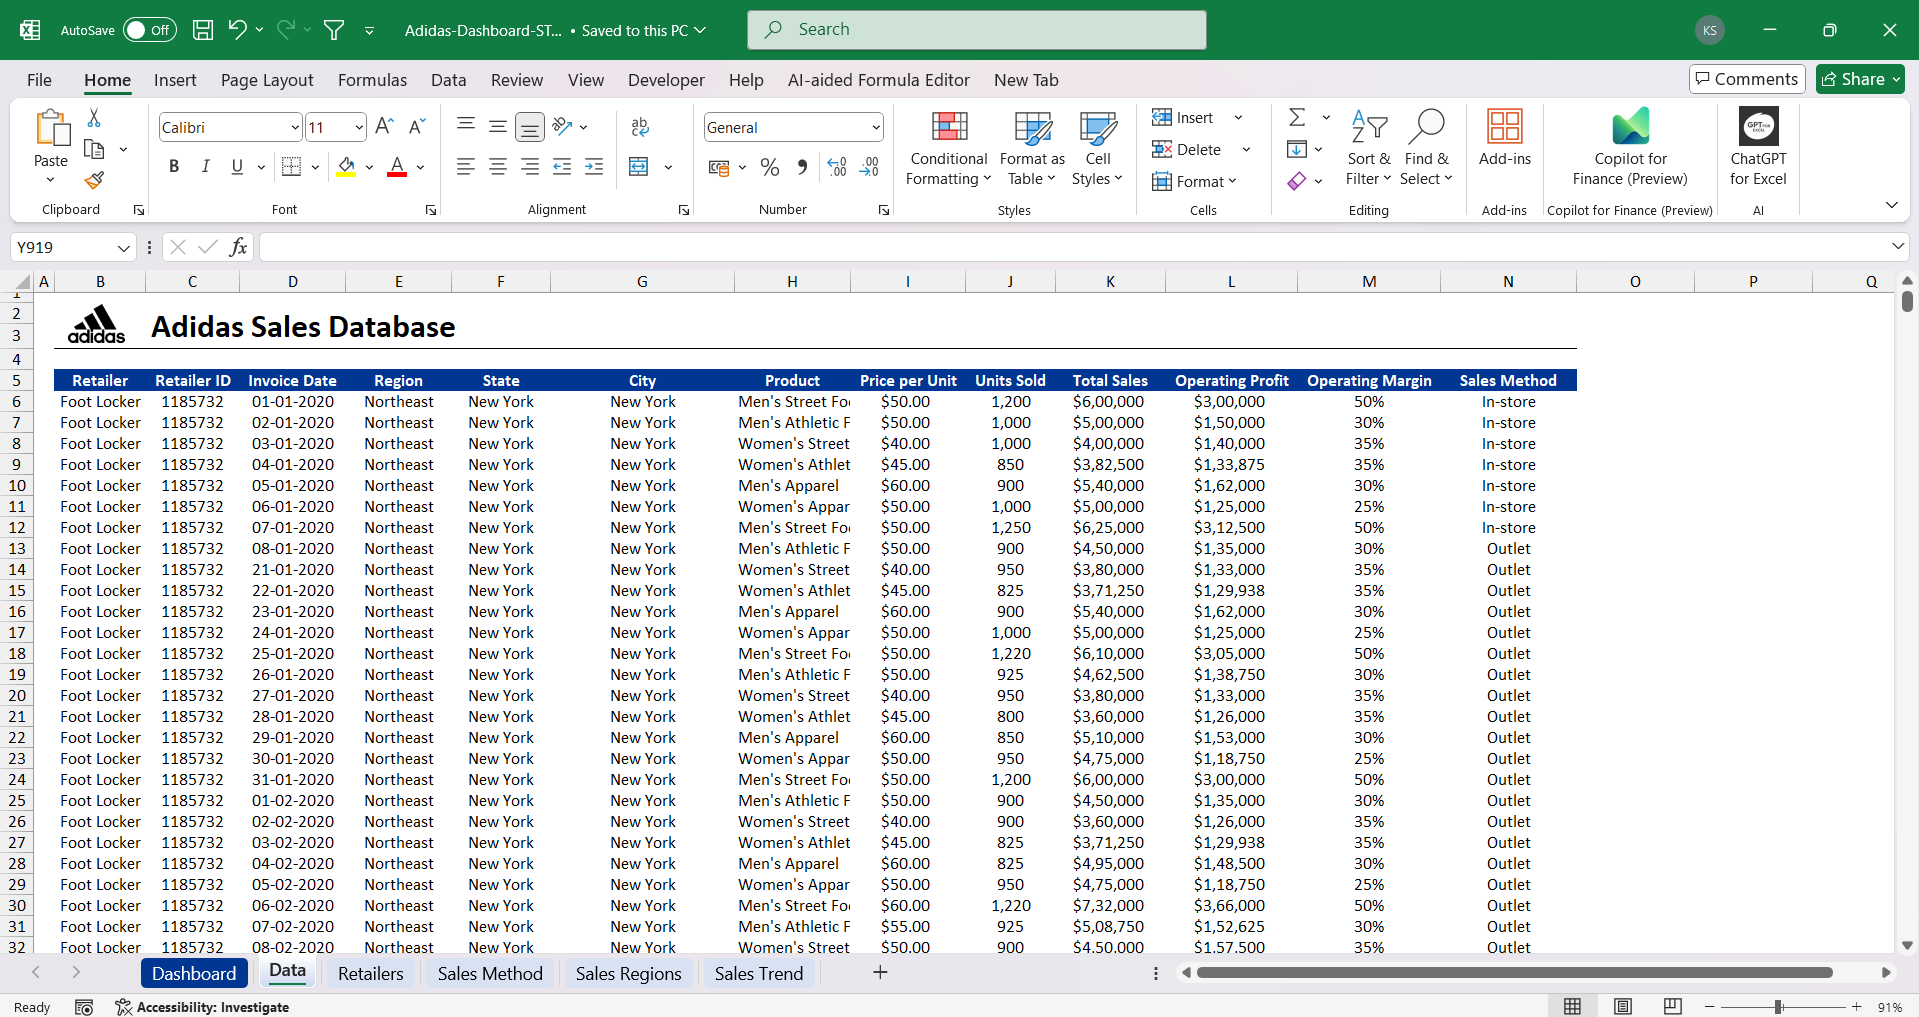 AutoSave Off Adidas-Dashboard-ST... • Saved to this PC Search KS
File Home Insert Page Layout Formulas Data Review View Developer Help AI-aided Formula Editor New Tab Comments Share
Calibri 11 General Insert
Paste Conditional Formatting Format as Table Cell Styles Delete Sort & Filter Find & Select Add-ins Copilot for Finance (Preview) ChatGPT for Excel
B I U A Format
Clipboard Font Alignment Number Styles Cells Editing Add-ins Copilot for Finance (Preview) AI
Y919 fx
A B C D E F G H I J K L M N O P Q
1
2
3 adidas Adidas Sales Database
4
5 Retailer Retailer ID Invoice Date Region State City Product Price per Unit Units Sold Total Sales Operating Profit Operating Margin Sales Method
6 Foot Locker 1185732 01-01-2020 Northeast New York New York Men's Street Fo $50.00 1,200 $6,00,000 $3,00,000 50% In-store
7 Foot Locker 1185732 02-01-2020 Northeast New York New York Men's Athletic F $50.00 1,000 $5,00,000 $1,50,000 30% In-store
8 Foot Locker 1185732 03-01-2020 Northeast New York New York Women's Street $40.00 1,000 $4,00,000 $1,40,000 35% In-store
9 Foot Locker 1185732 04-01-2020 Northeast New York New York Women's Athlet $45.00 850 $3,82,500 $1,33,875 35% In-store
10 Foot Locker 1185732 05-01-2020 Northeast New York New York Men's Apparel $60.00 900 $5,40,000 $1,62,000 30% In-store
11 Foot Locker 1185732 06-01-2020 Northeast New York New York Women's Appar $50.00 1,000 $5,00,000 $1,25,000 25% In-store
12 Foot Locker 1185732 07-01-2020 Northeast New York New York Men's Street Fo $50.00 1,250 $6,25,000 $3,12,500 50% In-store
13 Foot Locker 1185732 08-01-2020 Northeast New York New York Men's Athletic F $50.00 900 $4,50,000 $1,35,000 30% Outlet
14 Foot Locker 1185732 21-01-2020 Northeast New York New York Women's Street $40.00 950 $3,80,000 $1,33,000 35% Outlet
15 Foot Locker 1185732 22-01-2020 Northeast New York New York Women's Athlet $45.00 825 $3,71,250 $1,29,938 35% Outlet
16 Foot Locker 1185732 23-01-2020 Northeast New York New York Men's Apparel $60.00 900 $5,40,000 $1,62,000 30% Outlet
17 Foot Locker 1185732 24-01-2020 Northeast New York New York Women's Appar $50.00 1,000 $5,00,000 $1,25,000 25% Outlet
18 Foot Locker 1185732 25-01-2020 Northeast New York New York Men's Street Fo $50.00 1,220 $6,10,000 $3,05,000 50% Outlet
19 Foot Locker 1185732 26-01-2020 Northeast New York New York Men's Athletic F $50.00 925 $4,62,500 $1,38,750 30% Outlet
20 Foot Locker 1185732 27-01-2020 Northeast New York New York Women's Street $40.00 950 $3,80,000 $1,33,000 35% Outlet
21 Foot Locker 1185732 28-01-2020 Northeast New York New York Women's Athlet $45.00 800 $3,60,000 $1,26,000 35% Outlet
22 Foot Locker 1185732 29-01-2020 Northeast New York New York Men's Apparel $60.00 850 $5,10,000 $1,53,000 30% Outlet
23 Foot Locker 1185732 30-01-2020 Northeast New York New York Women's Appar $50.00 950 $4,75,000 $1,18,750 25% Outlet
24 Foot Locker 1185732 31-01-2020 Northeast New York New York Men's Street Fo $50.00 1,200 $6,00,000 $3,00,000 50% Outlet
25 Foot Locker 1185732 01-02-2020 Northeast New York New York Men's Athletic F $50.00 900 $4,50,000 $1,35,000 30% Outlet
26 Foot Locker 1185732 02-02-2020 Northeast New York New York Women's Street $40.00 900 $3,60,000 $1,26,000 35% Outlet
27 Foot Locker 1185732 03-02-2020 Northeast New York New York Women's Athlet $45.00 825 $3,71,250 $1,29,938 35% Outlet
28 Foot Locker 1185732 04-02-2020 Northeast New York New York Men's Apparel $60.00 825 $4,95,000 $1,48,500 30% Outlet
29 Foot Locker 1185732 05-02-2020 Northeast New York New York Women's Appar $50.00 950 $4,75,000 $1,18,750 25% Outlet
30 Foot Locker 1185732 06-02-2020 Northeast New York New York Men's Street Fo $60.00 1,220 $7,32,000 $3,66,000 50% Outlet
31 Foot Locker 1185732 07-02-2020 Northeast New York New York Men's Athletic F $55.00 925 $5,08,750 $1,52,625 30% Outlet
32 Foot Locker 1185732 08-02-2020 Northeast New York New York Women's Street $50.00 900 $4,50,000 $1,57,500 35% Outlet
Dashboard Data Retailers Sales Method Sales Regions Sales Trend
Ready Accessibility: Investigate 91%